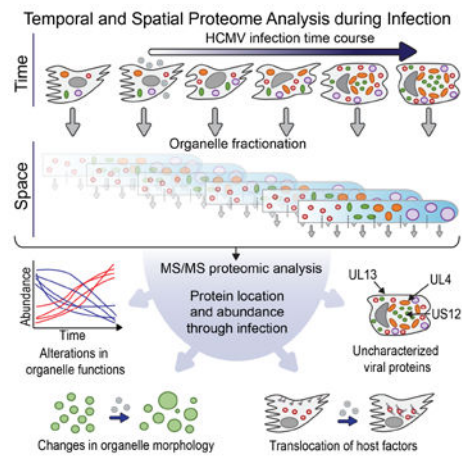 Temporal and Spatial Proteome Analysis during Infection
HCMV infection time course
Time
Organelle fractionation
Space
MS/MS proteomic analysis
Protein location
and abundance
through infection
Abundance
Time
Alterations in
organelle functions
UL13
UL4
US12
Uncharacterized
viral proteins
Changes in organelle morphology
Translocation of host factors